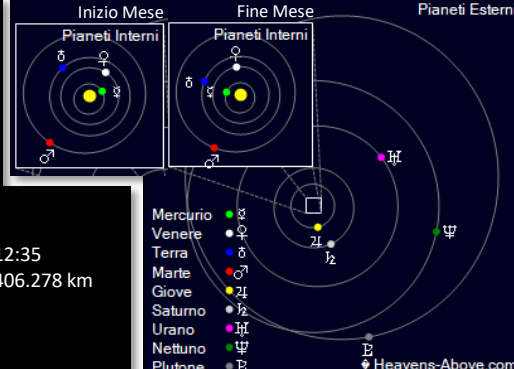 Inizio Mese
Fine Mese
Pianeti Esterni
Pianeti Interni
Pianeti Interni
♁
♀
☿
♂
♁
♀
☿
♂
♅
♆
♃
♄
12:35
406.278 km
Mercurio ☿
Venere ♀
Terra ♁
Marte ♂
Giove ♃
Saturno ♄
Urano ♅
Nettuno ♆
Plutone
Heavens-Above.com